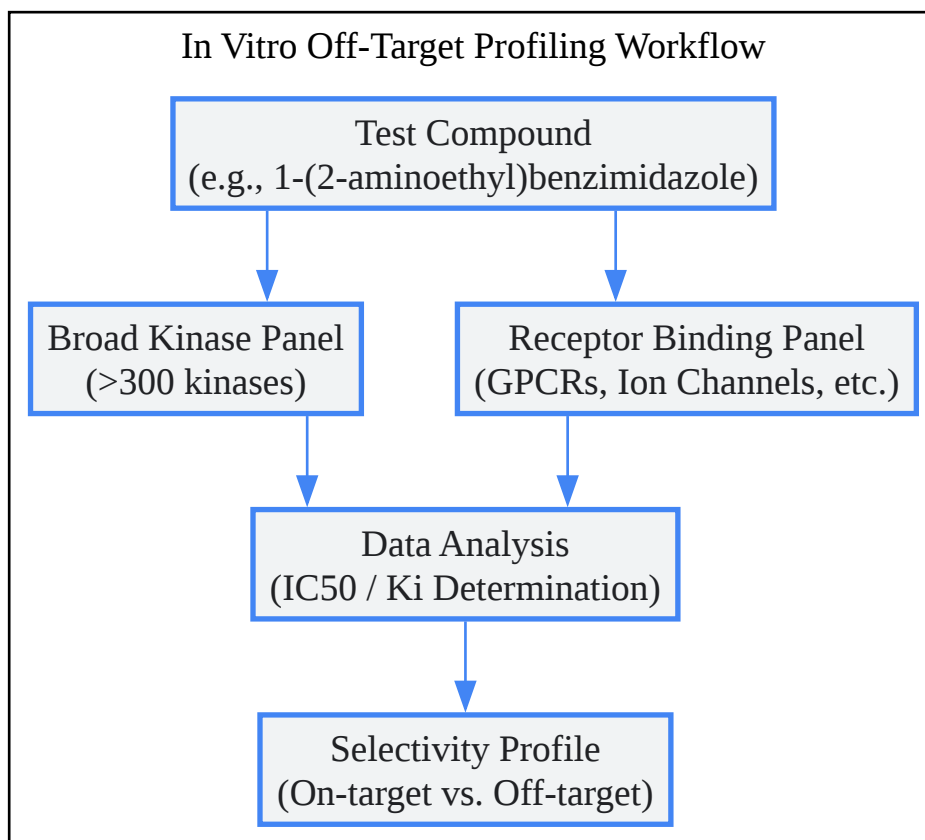 In Vitro Off-Target Profiling Workflow
Test Compound
(e.g., 1-(2-aminoethyl)benzimidazole)
Broad Kinase Panel
(>300 kinases)
Receptor Binding Panel
(GPCRs, Ion Channels, etc.)
Data Analysis
(IC50 / Ki Determination)
Selectivity Profile
(On-target vs. Off-target)